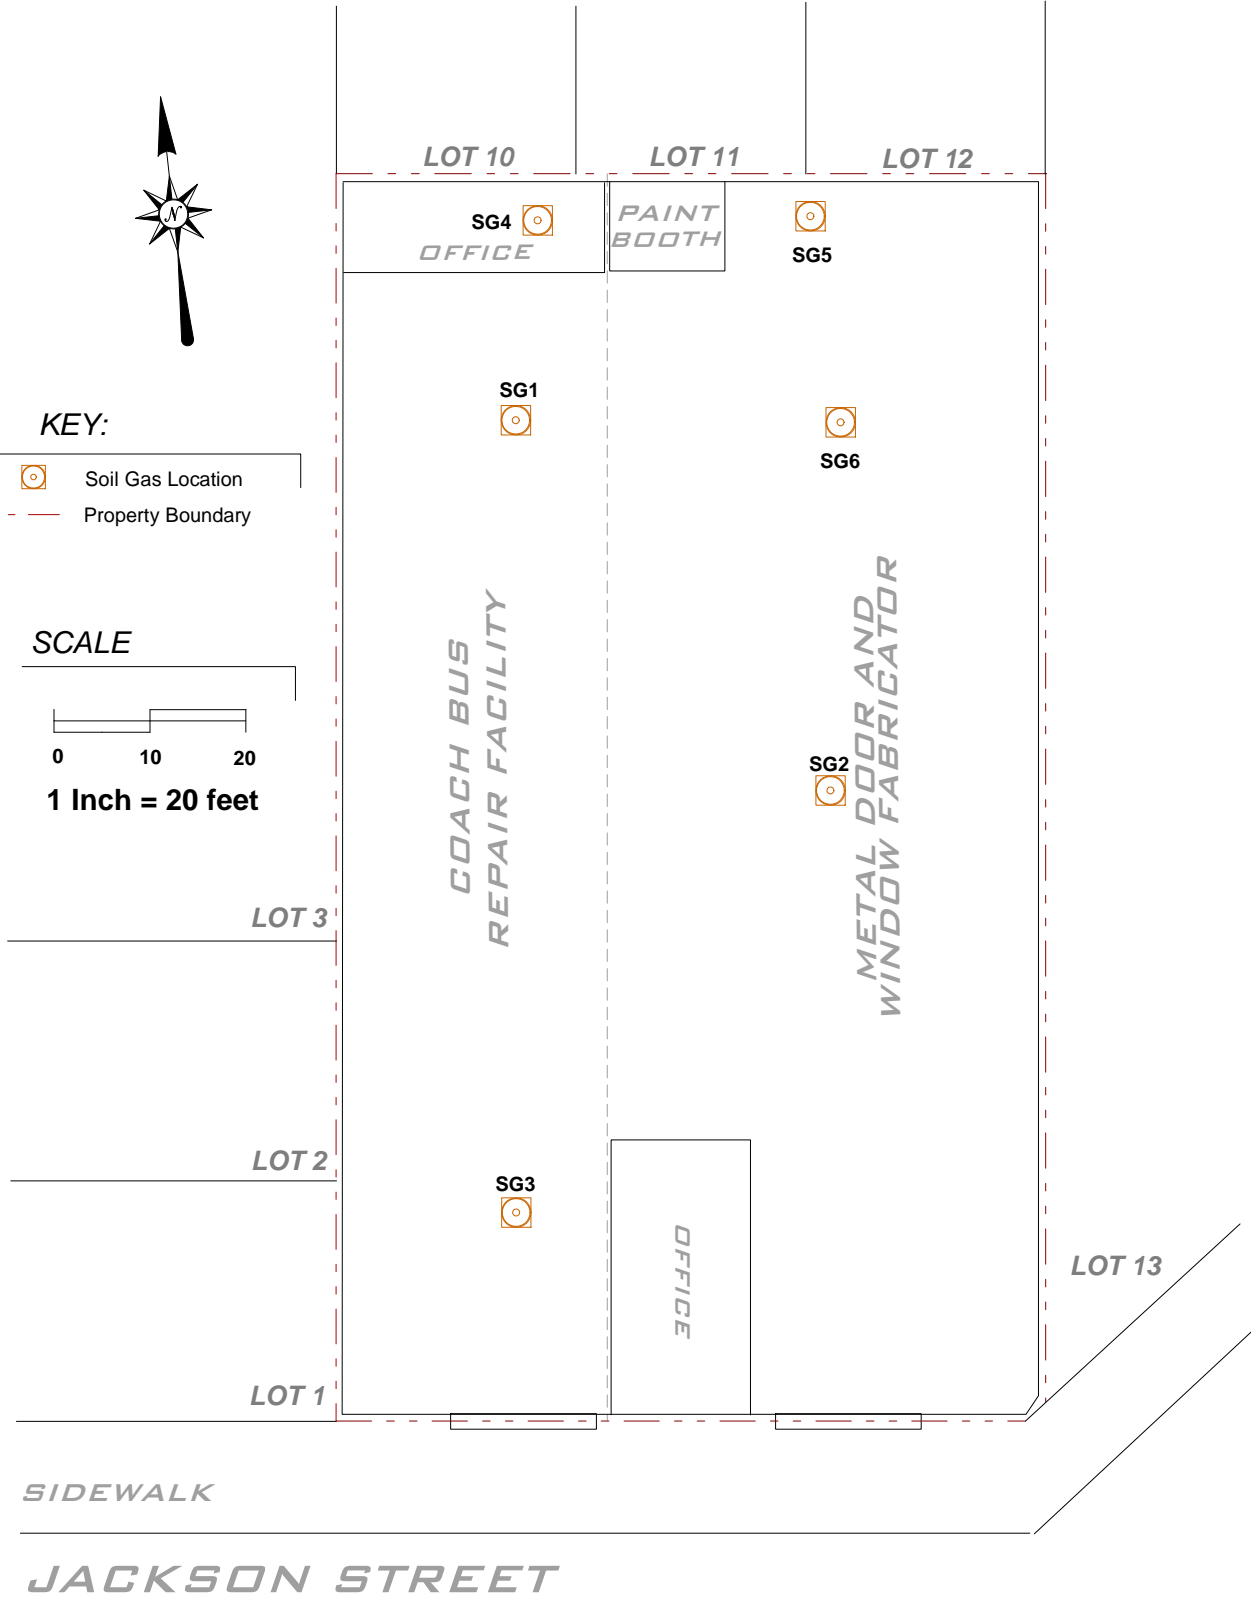 LOT 10
LOT 11
LOT 12
SG4
OFFICE
PAINT
BOOTH
SG5
N
SG1
SG6
KEY:
Soil Gas Location
Property Boundary
SCALE
0 10 20
1 Inch = 20 feet
COACH BUS
REPAIR FACILITY
METAL DOOR AND
WINDOW FABRICATOR
SG2
LOT 3
LOT 2
SG3
OFFICE
LOT 13
LOT 1
SIDEWALK
JACKSON STREET